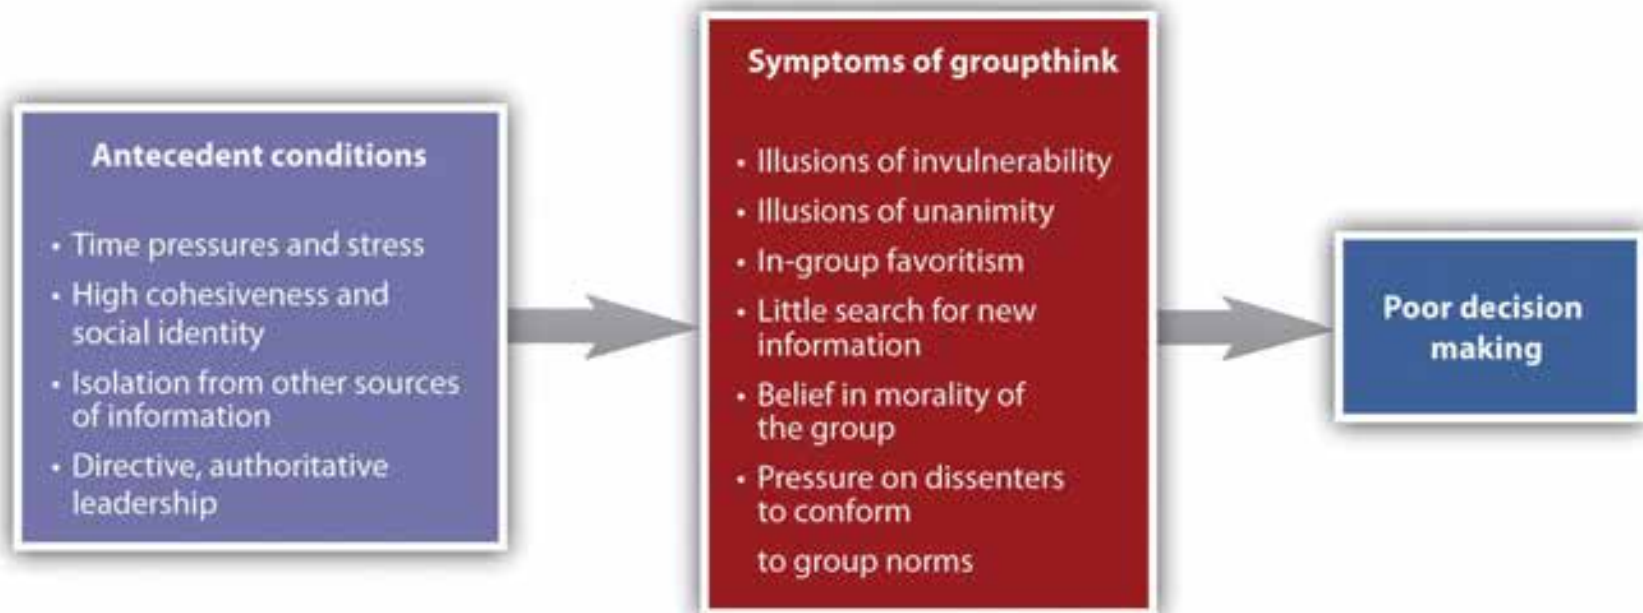 Antecedent conditions
• Time pressures and stress
• High cohesiveness and
social identity
• Isolation from other sources
of information
• Directive, authoritative
leadership
Symptoms of groupthink
• Illusions of invulnerability
• Illusions of unanimity
• In-group favoritism
• Little search for new
information
• Belief in morality of
the group
• Pressure on dissenters
to conform
to group norms
Poor decision
making